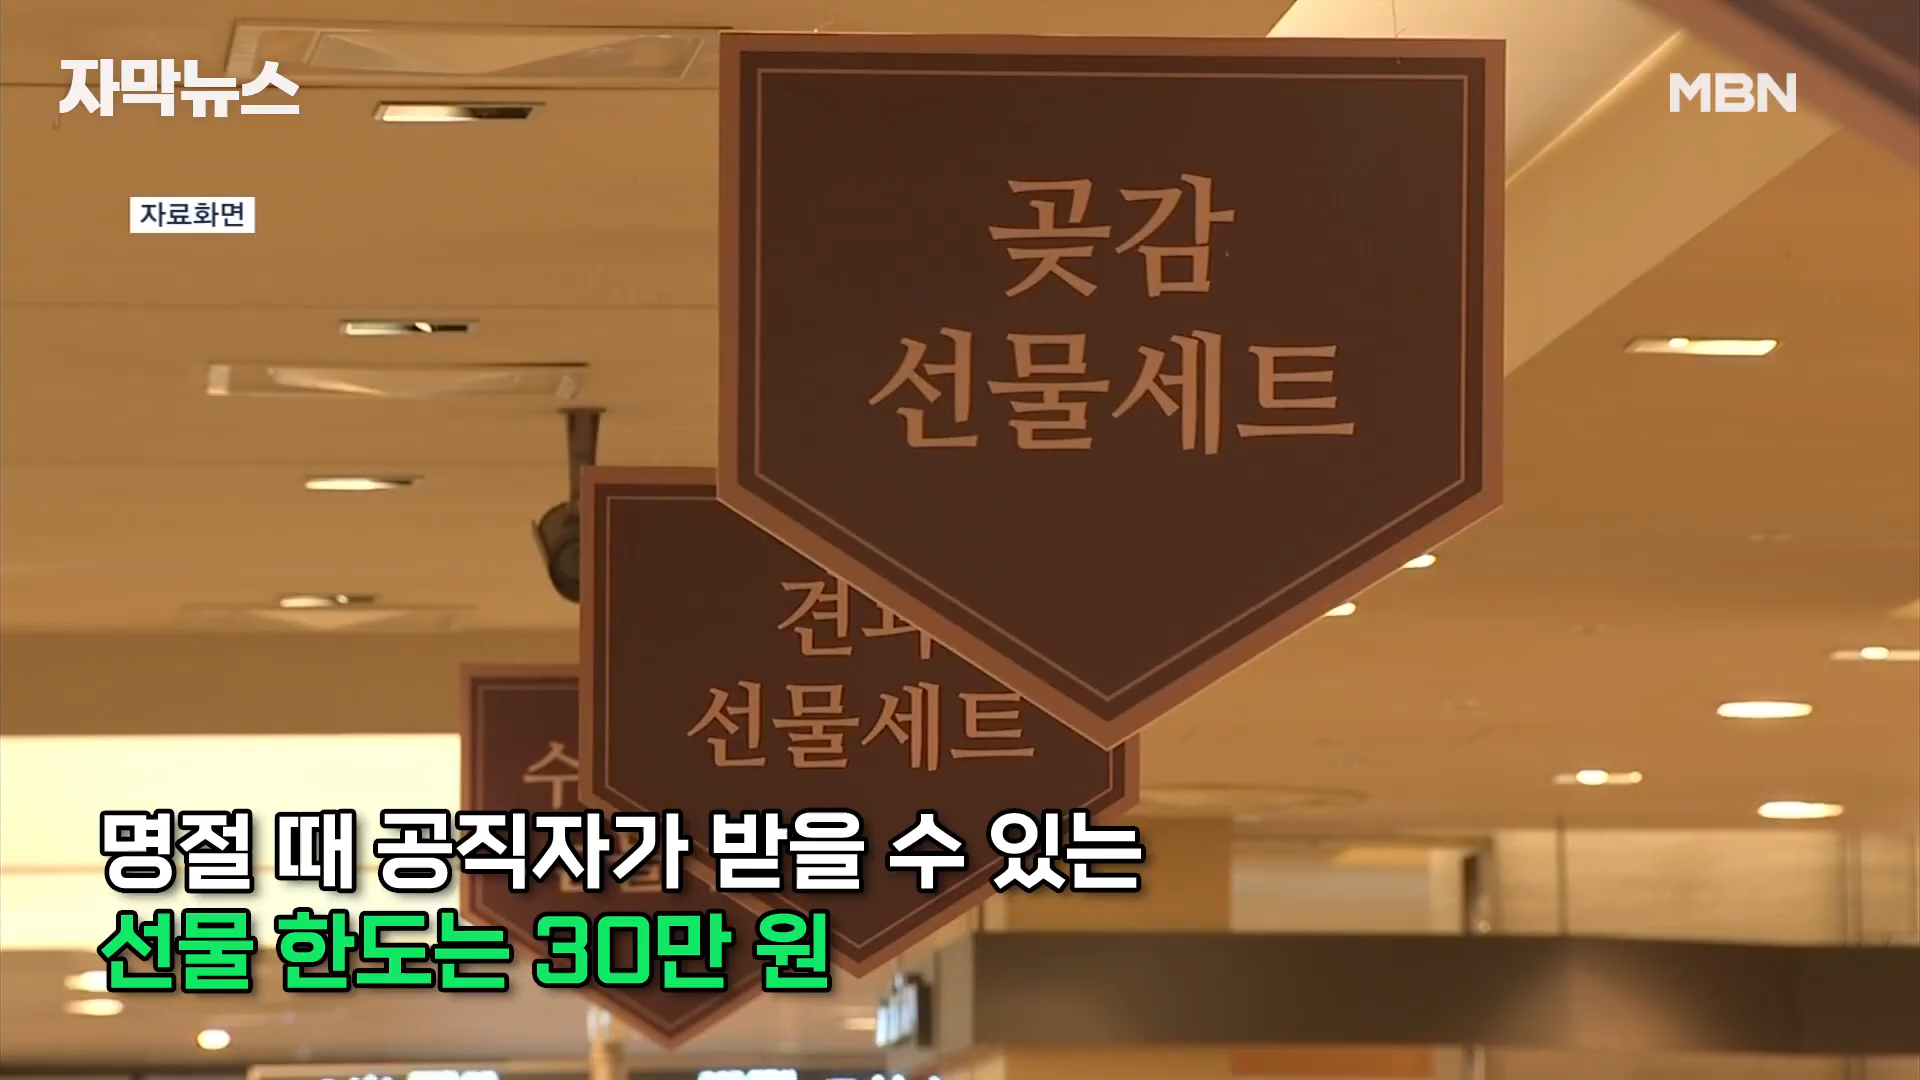 자막뉴스
MBN
자료화면
곶감
선물세트
선물세트
명절 때 공직자가 받을 수 있는
선물 한도는 30만 원